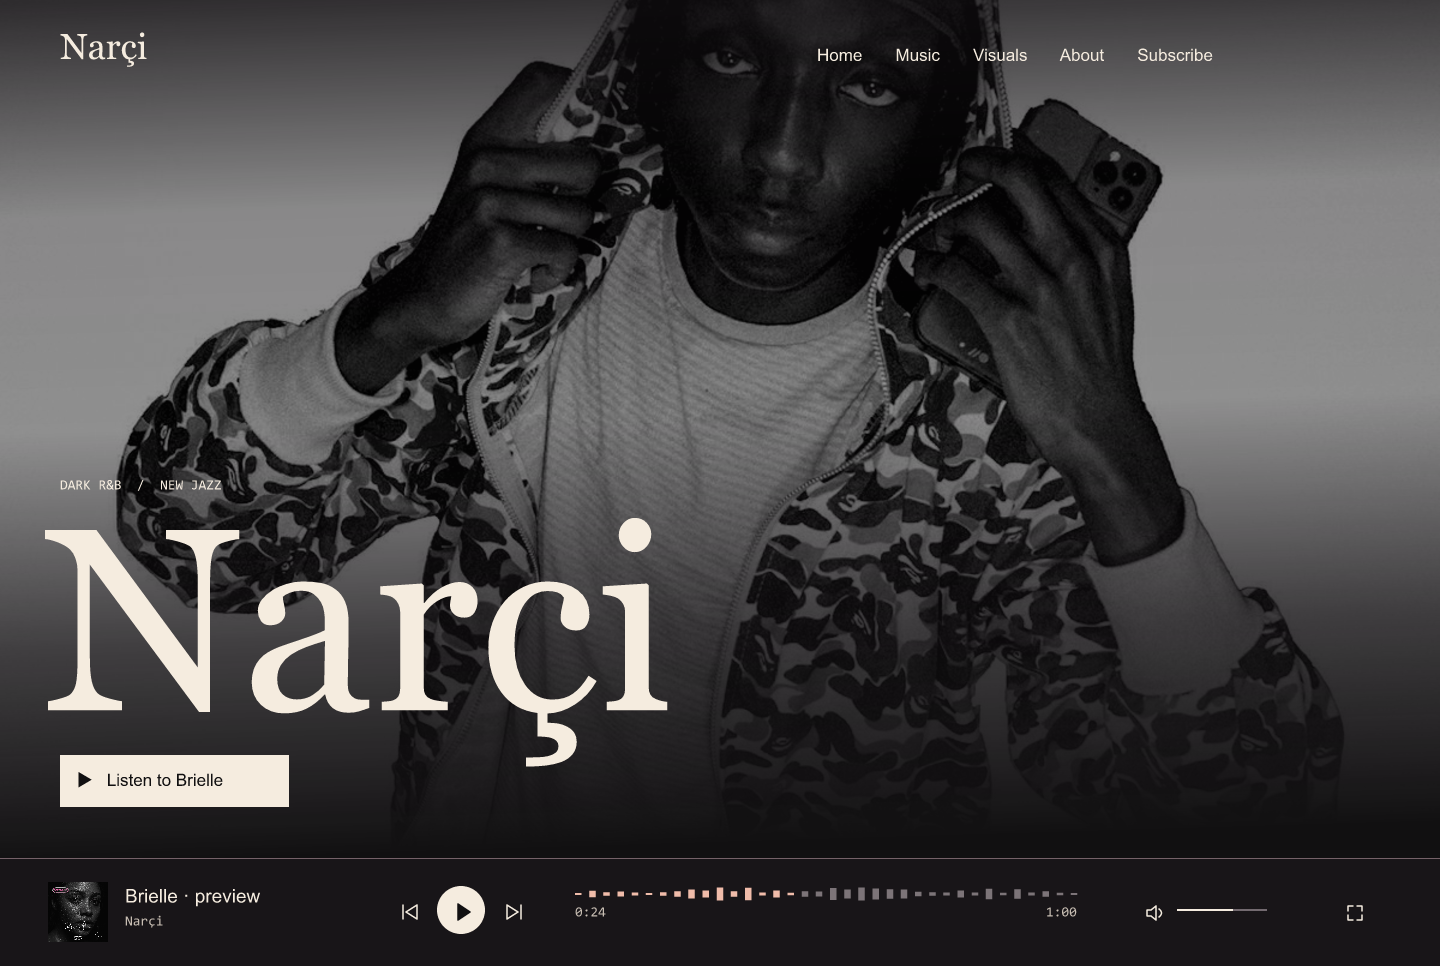 Narçi
Home Music Visuals About Subscribe
DARK R&B / NEW JAZZ
Narçi
Listen to Brielle
Brielle · preview
Narçi
0:24 1:00